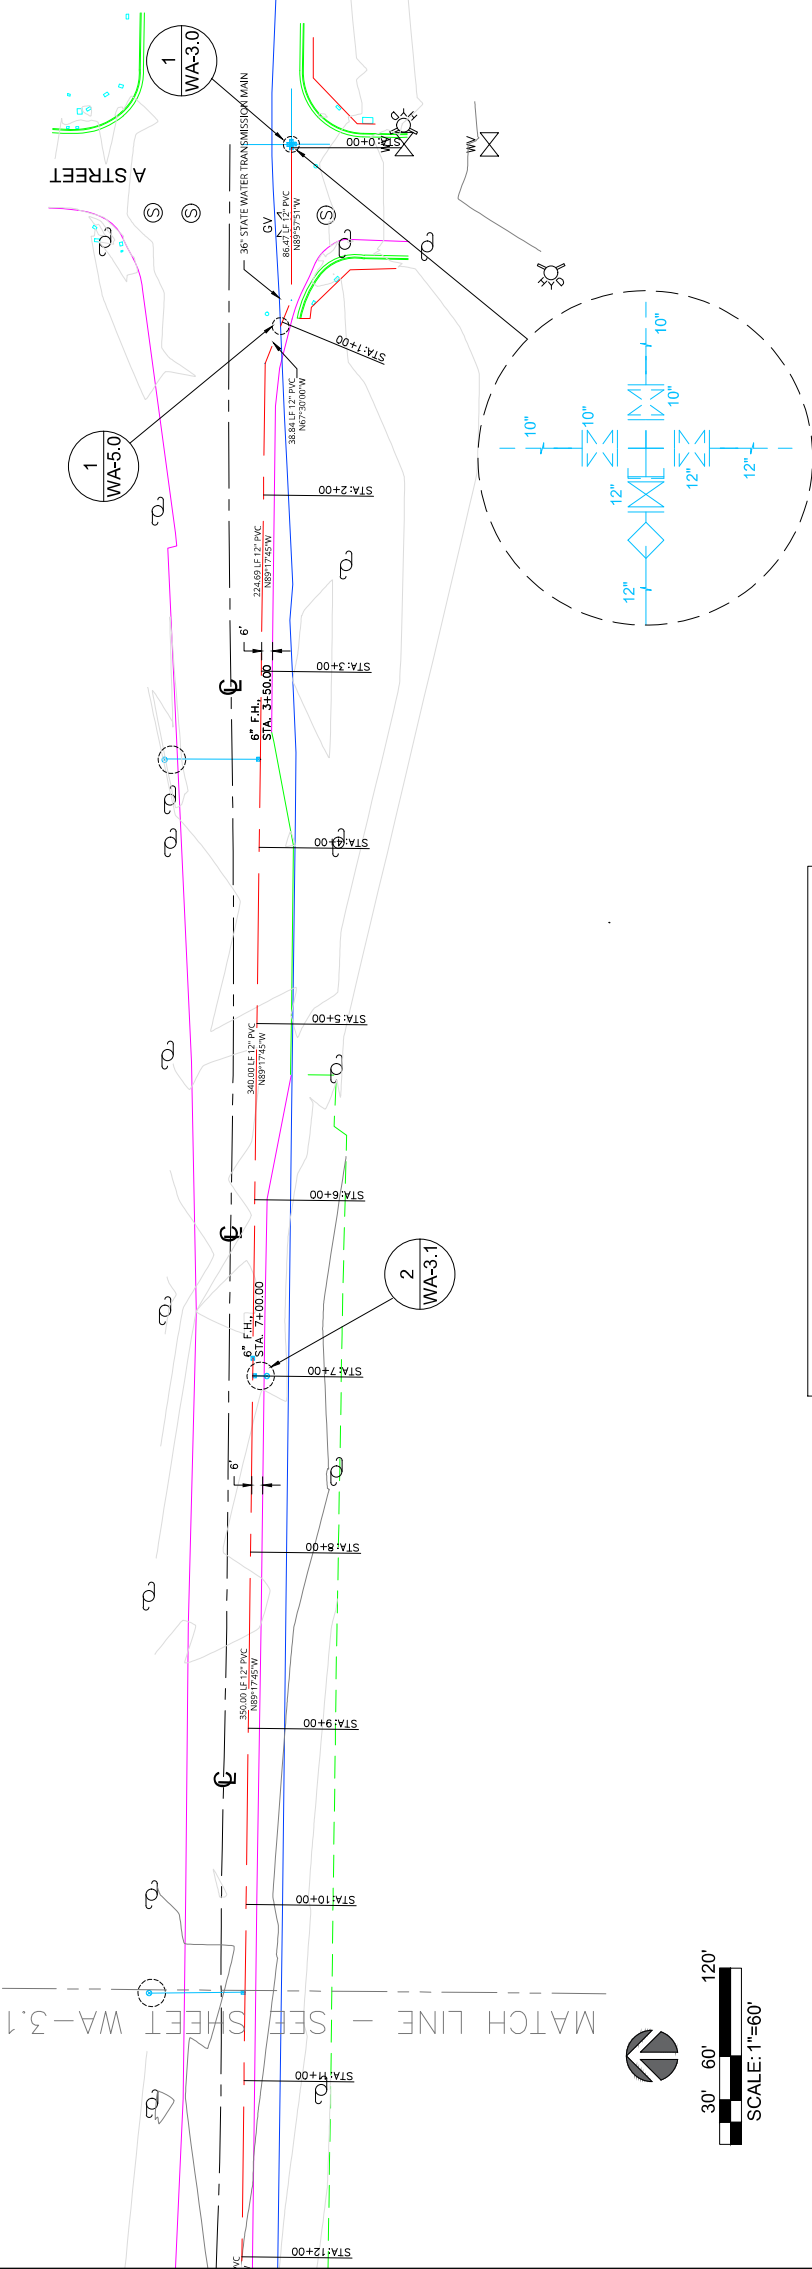 1
WA-3.0
A STREET
36" STATE WATER TRANSMISSION MAIN
GV
86.47 LF 12" PVC
N89°57'51"W
STA:0+00
HYD
WV
WV
HYD
S
S
S
1
WA-5.0
STA:1+00
38.84 LF 12" PVC
N67°30'00"W
STA:2+00
224.69 LF 12" PVC
N89°17'45"W
6'
STA:3+00
6" F.H.,
STA. 3+50.00
10"
10"
10"
10"
12"
12"
12"
12"
12"
STA:4+00
STA:5+00
340.00 LF 12" PVC
N89°17'45"W
STA:6+00
6" F.H.,
STA. 7+00.00
2
WA-3.1
STA:7+00
6'
STA:8+00
350.00 LF 12" PVC
N89°17'45"W
STA:9+00
STA:10+00
MATCH LINE - SEE SHEET WA-3.1
STA:11+00
STA:12+00
30' 60' 120'
SCALE: 1"=60'